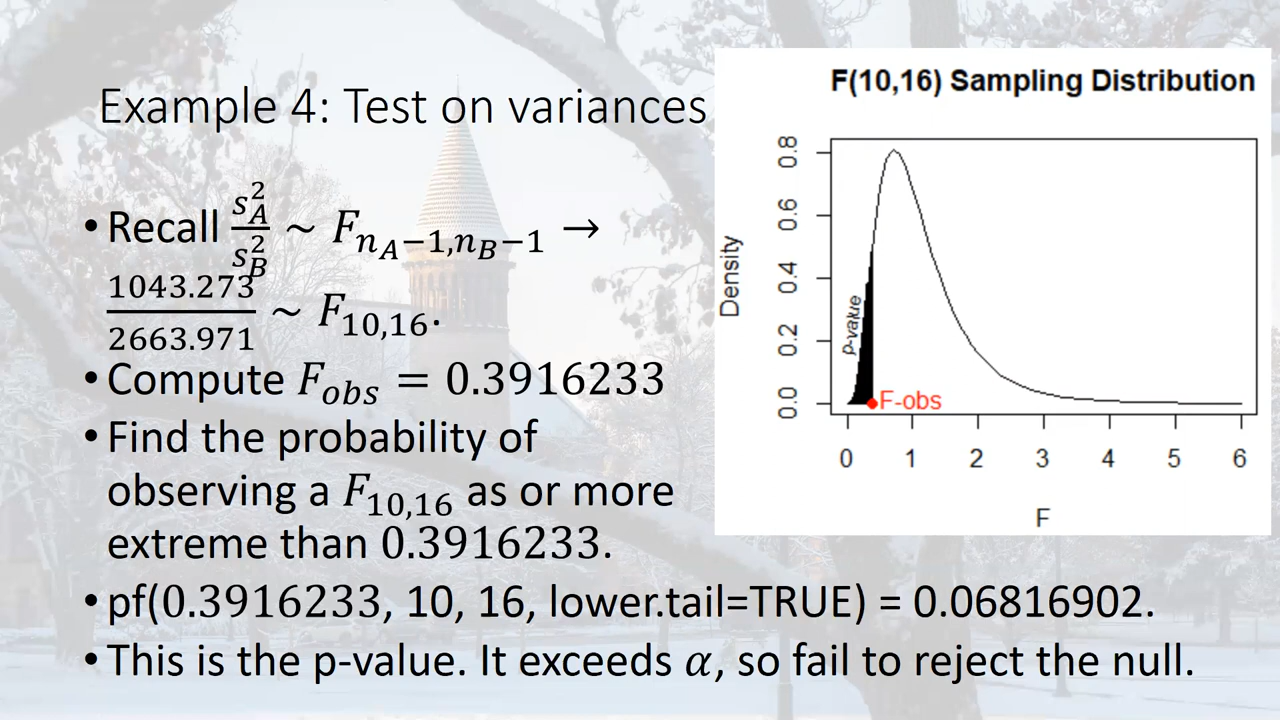 Example 4: Test on variances
• Recall s²_A / s²_B ~ F_{n_A−1,n_B−1} →
1043.273 / 2663.971 ~ F_{10,16}.
• Compute F_{obs} = 0.3916233
• Find the probability of
observing a F_{10,16} as or more
extreme than 0.3916233.
• pf(0.3916233, 10, 16, lower.tail=TRUE) = 0.06816902.
• This is the p-value. It exceeds α, so fail to reject the null.
F(10,16) Sampling Distribution
Density
0.0 0.2 0.4 0.6 0.8
p-value
F-obs
0 1 2 3 4 5 6
F